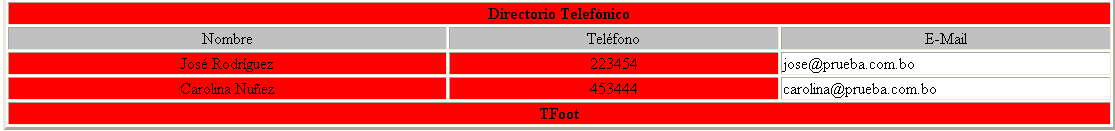 Directorio Telefónico
Nombre Teléfono E-Mail
José Rodríguez 223454 jose@prueba.com.bo
Carolina Nuñez 453444 carolina@prueba.com.bo
TFoot